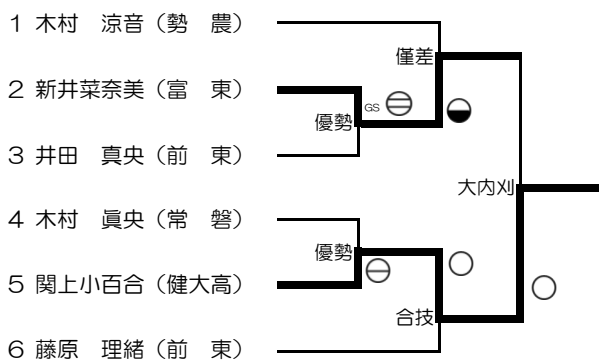 1 木村 涼音（勢 農）
僅差
2 新井菜奈美（富 東）
GS
優勢
3 井田 真央（前 東）
大内刈
4 木村 眞央（常 磐）
優勢
5 関上小百合（健大高）
合技
6 藤原 理緒（前 東）